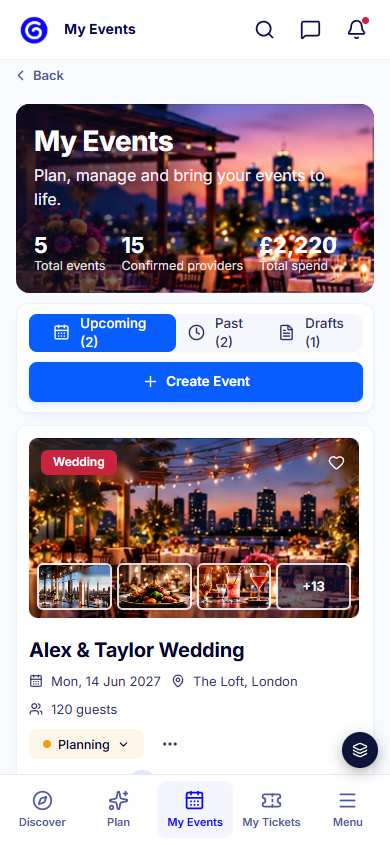 My Events
Back
My Events
Plan, manage and bring your events to
life.
5 15 £2,220
Total events Confirmed providers Total spend
Upcoming (2)
Past (2)
Drafts (1)
Create Event
Wedding
+13
Alex & Taylor Wedding
Mon, 14 Jun 2027 The Loft, London
120 guests
Planning
Discover Plan My Events My Tickets Menu